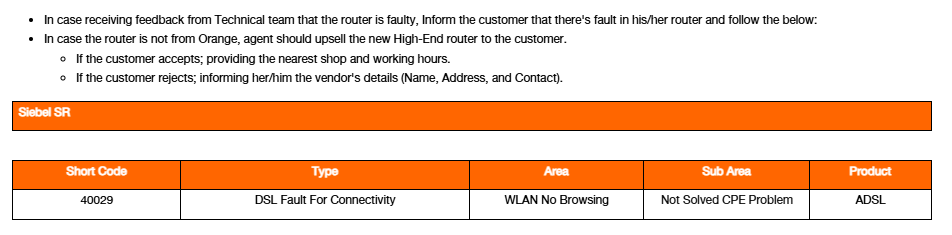 In case receiving feedback from Technical team that the router is faulty, Inform the customer that there's fault in his/her router and follow the below:
In case the router is not from Orange, agent should upsell the new High-End router to the customer.
If the customer accepts; providing the nearest shop and working hours.
If the customer rejects; informing her/him the vendor's details (Name, Address, and Contact).
Siebel SR
Short Code Type Area Sub Area Product
40029 DSL Fault For Connectivity WLAN No Browsing Not Solved CPE Problem ADSL